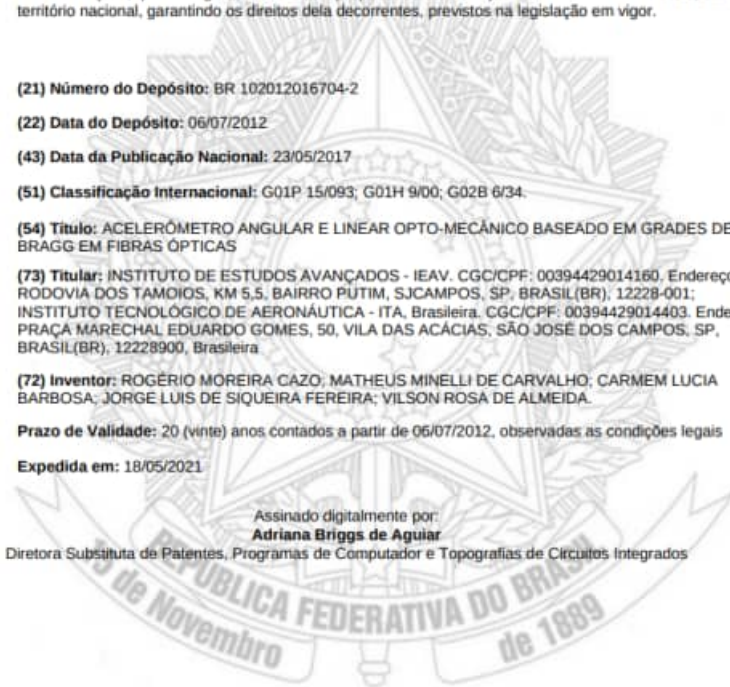 território nacional, garantindo os direitos dela decorrentes, previstos na legislação em vigor.
(21) Número do Depósito: BR 102012016704-2
(22) Data do Depósito: 06/07/2012
(43) Data da Publicação Nacional: 23/05/2017
(51) Classificação Internacional: G01P 15/093; G01H 9/00; G02B 6/34.
(54) Título: ACELERÔMETRO ANGULAR E LINEAR OPTO-MECÂNICO BASEADO EM GRADES DE
BRAGG EM FIBRAS ÓPTICAS
(73) Titular: INSTITUTO DE ESTUDOS AVANÇADOS - IEAV. CGC/CPF: 00394429014160. Endereço
RODOVIA DOS TAMOIOS, KM 5,5, BAIRRO PUTIM, SJCAMPOS, SP, BRASIL(BR), 12228-001;
INSTITUTO TECNOLÓGICO DE AERONÁUTICA - ITA, Brasileira. CGC/CPF: 00394429014403. Ende
PRAÇA MARECHAL EDUARDO GOMES, 50, VILA DAS ACÁCIAS, SÃO JOSÉ DOS CAMPOS, SP,
BRASIL(BR), 12228900, Brasileira
(72) Inventor: ROGÉRIO MOREIRA CAZO; MATHEUS MINELLI DE CARVALHO; CARMEM LUCIA
BARBOSA; JORGE LUIS DE SIQUEIRA FEREIRA; VILSON ROSA DE ALMEIDA.
Prazo de Validade: 20 (vinte) anos contados a partir de 06/07/2012, observadas as condições legais
Expedida em: 18/05/2021
Assinado digitalmente por:
Adriana Briggs de Aguiar
Diretora Substituta de Patentes, Programas de Computador e Topografias de Circuitos Integrados
REPÚBLICA FEDERATIVA DO BRASIL
15 de Novembro de 1889